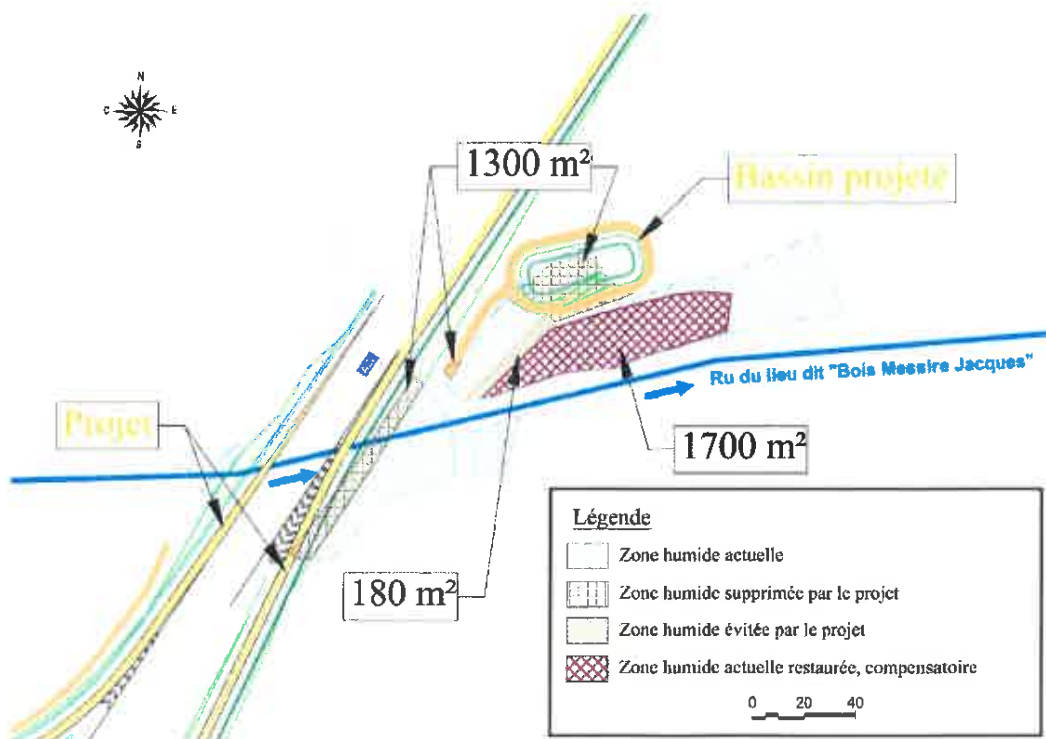 N
O E
S
1300 m²
Bassin projeté
Projet
Ru du lieu dit "Bois Messire Jacques"
1700 m²
180 m²
Légende
Zone humide actuelle
Zone humide supprimée par le projet
Zone humide évitée par le projet
Zone humide actuelle restaurée, compensatoire
0 20 40